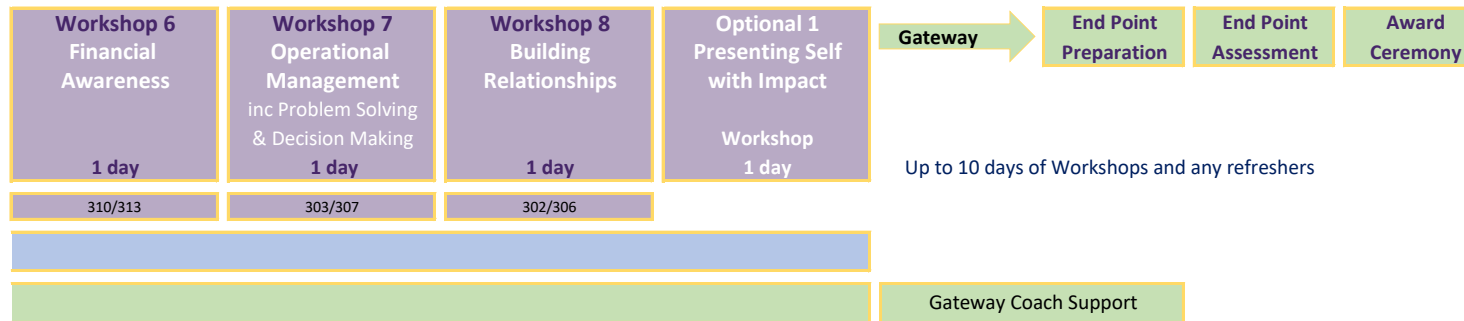 Workshop 6
Financial
Awareness
1 day
Workshop 7
Operational
Management
inc Problem Solving
& Decision Making
1 day
Workshop 8
Building
Relationships
1 day
Optional 1
Presenting Self
with Impact
Workshop
1 day
Gateway
End Point
Preparation
End Point
Assessment
Award
Ceremony
Up to 10 days of Workshops and any refreshers
310/313
303/307
302/306
Gateway Coach Support